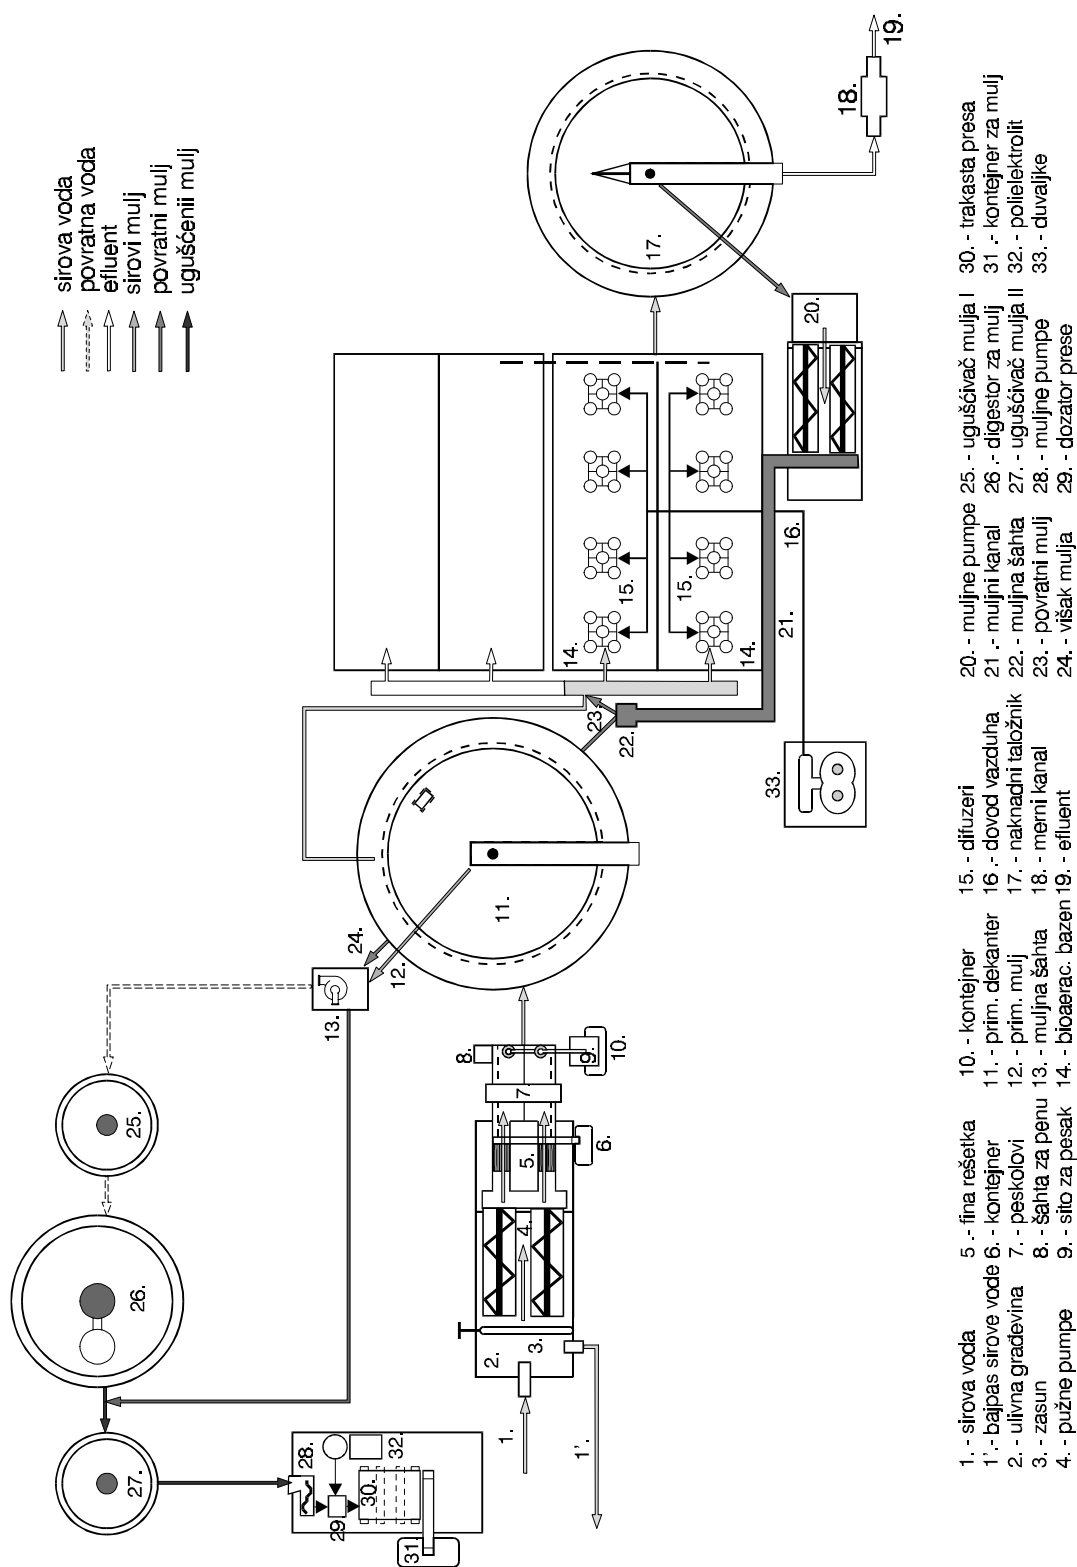 sirova voda
povratna voda
efluent
sirovi mulj
povratni mulj
ugušćenii mulj
1.
1'.
2.
3.
4.
5.
6.
7.
8.
9.
10.
11.
12.
13.
24.
25.
26.
27.
28.
29
30.
31.
32.
14.
14.
15.
15.
16.
17.
18.
19.
20.
21.
22.
23.
33.
1. - sirova voda
1'.- bajpas sirove vode
2. - ulivna građevina
3. - zasun
4. - pužne pumpe
5 .- fina rešetka
6. - kontejner
7. - peskolovi
8. - šahta za penu
9. - sito za pesak
10. - kontejner
11. - prim. dekanter
12. - prim. mulj
13. - muljna šahta
14. - bioaerac. bazen
15. - difuzeri
16 .- dovod vazduha
17. - naknadni taložnik
18. - merni kanal
19. - efluent
20. - muljne pumpe
21 .- muljni kanal
22. - muljna šahta
23. - povratni mulj
24. - višak mulja
25. - ugušćivač mulja I
26 .- digestor za mulj
27. - ugušćivač mulja II
28. - muljne pumpe
29. - dozator prese
30. - trakasta presa
31 .- kontejner za mulj
32. - polielektrolit
33. - duvaljke